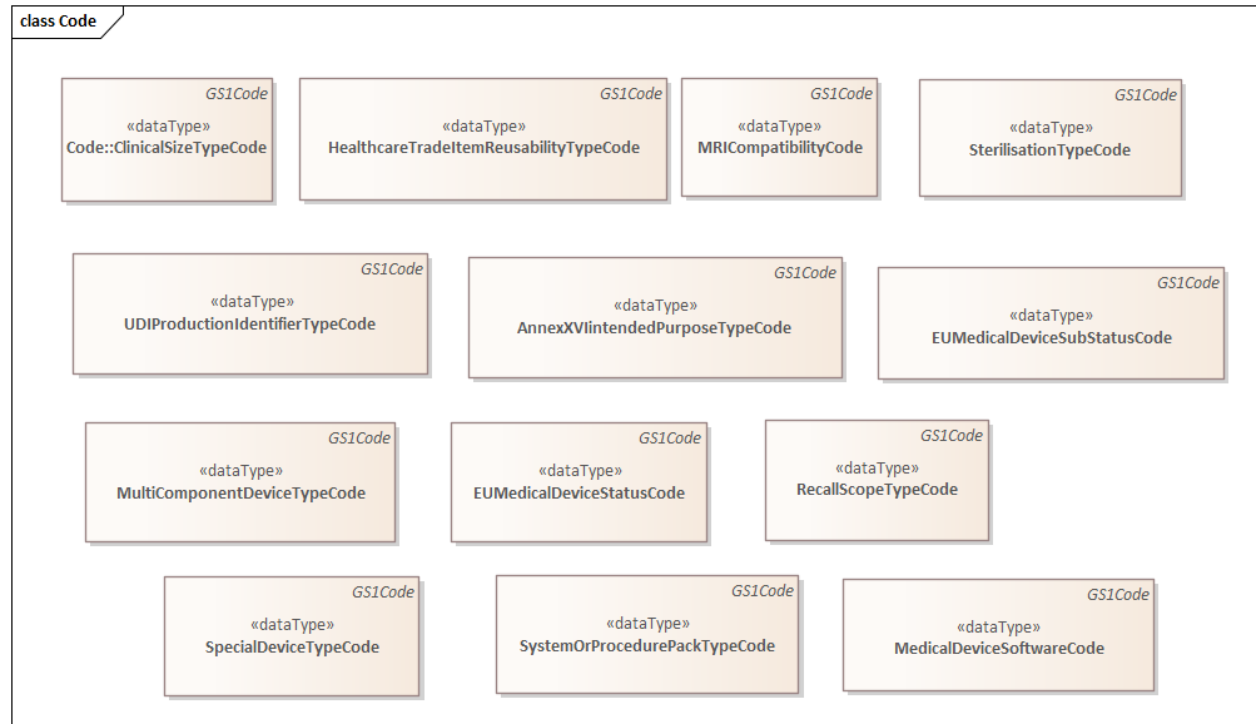 class Code
GS1Code
«dataType»
Code::ClinicalSizeTypeCode
GS1Code
«dataType»
HealthcareTradeItemReusabilityTypeCode
GS1Code
«dataType»
MRICompatibilityCode
GS1Code
«dataType»
SterilisationTypeCode
GS1Code
«dataType»
UDIProductionIdentifierTypeCode
GS1Code
«dataType»
AnnexXVIintendedPurposeTypeCode
GS1Code
«dataType»
EUMedicalDeviceSubStatusCode
GS1Code
«dataType»
MultiComponentDeviceTypeCode
GS1Code
«dataType»
EUMedicalDeviceStatusCode
GS1Code
«dataType»
RecallScopeTypeCode
GS1Code
«dataType»
SpecialDeviceTypeCode
GS1Code
«dataType»
SystemOrProcedurePackTypeCode
GS1Code
«dataType»
MedicalDeviceSoftwareCode